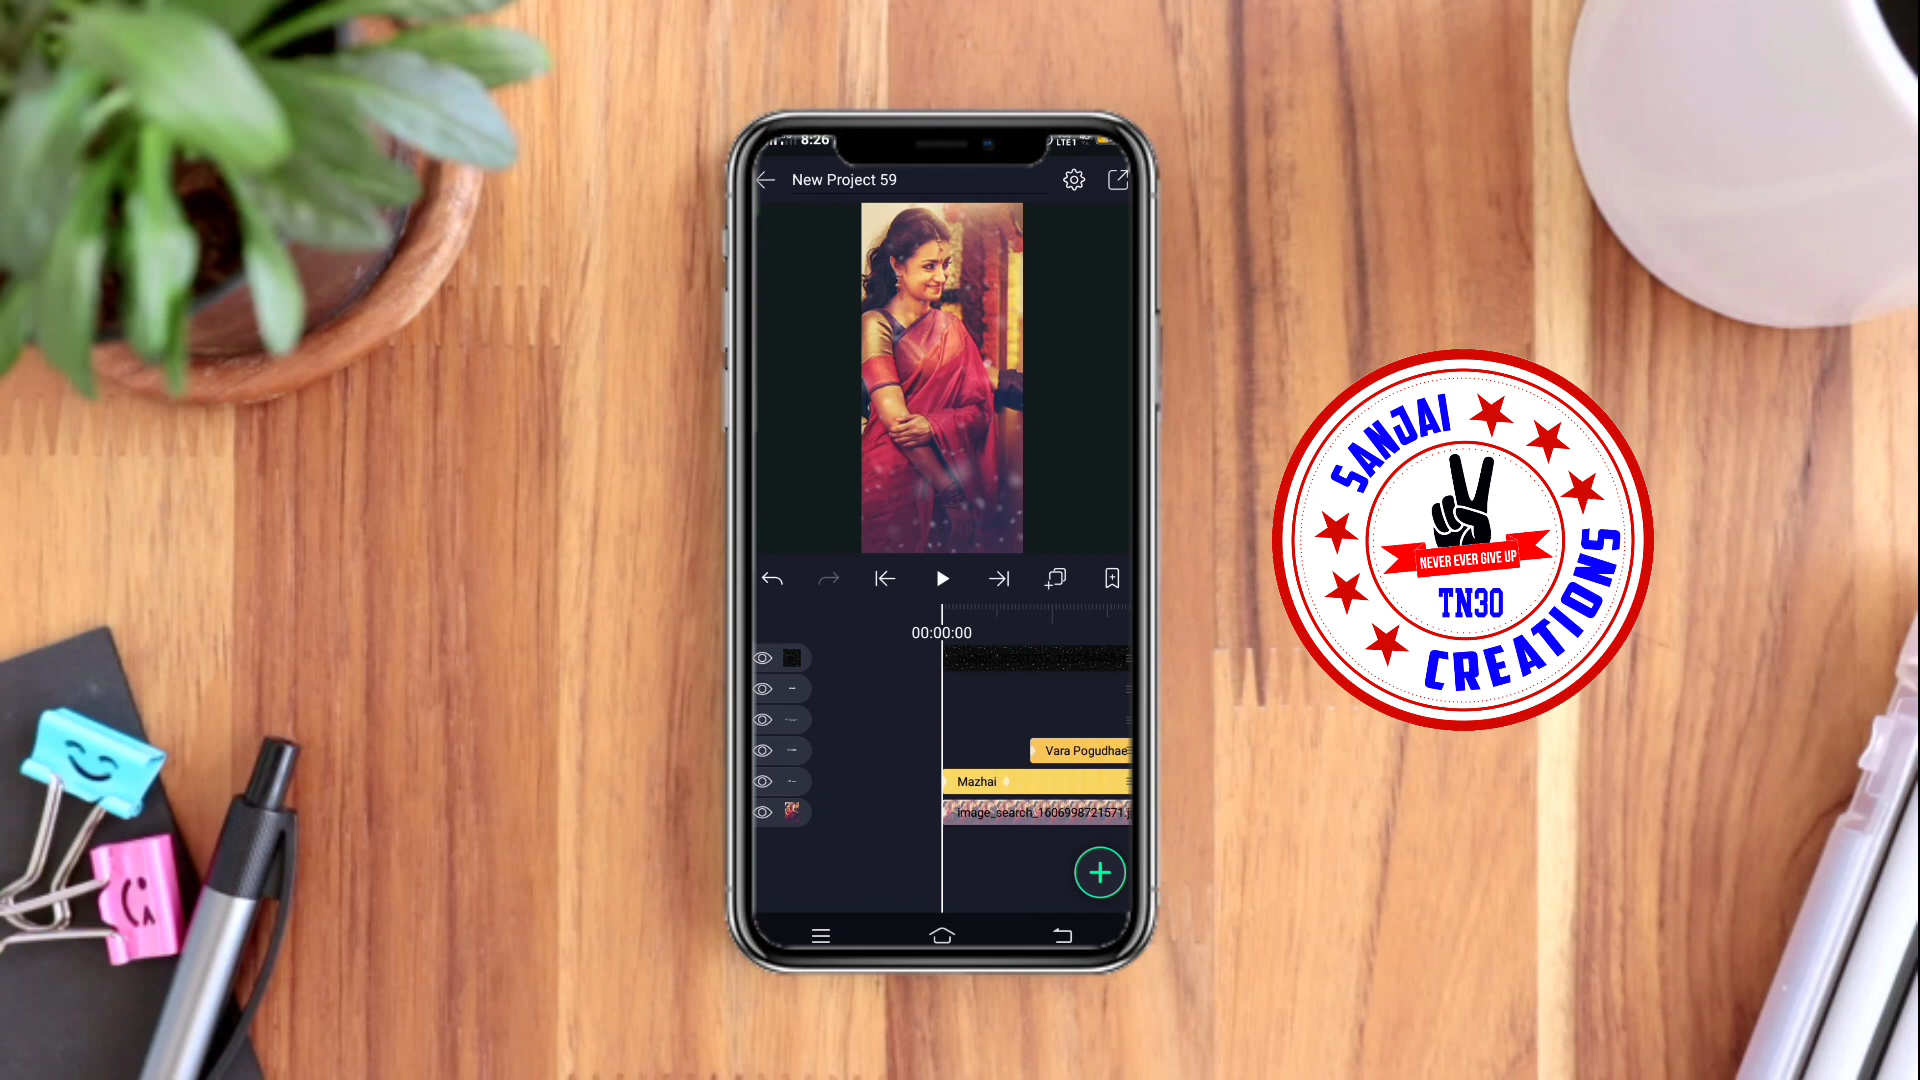 8:26
LTE1
New Project 59
00:00:00
Vara Pogudhae
Mazhai
image_search_1606998721571.j
SANJAI
CREATIONS
NEVER EVER GIVE UP
TN30